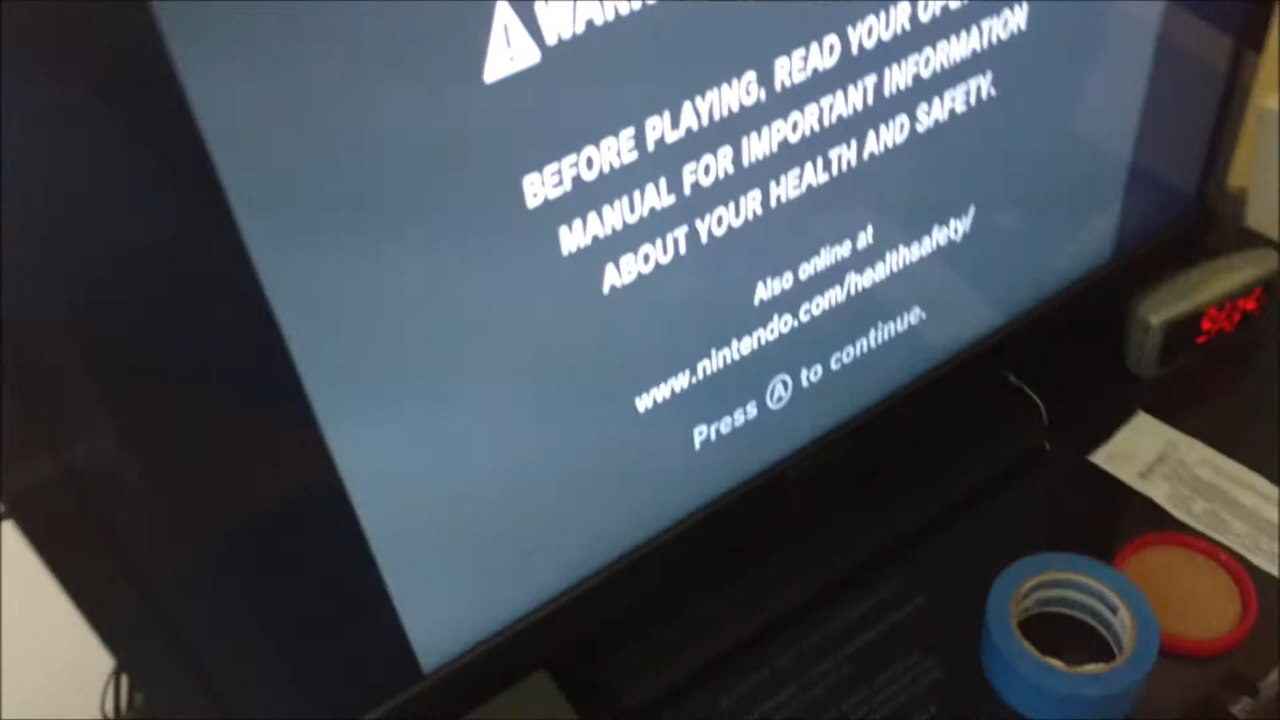 BEFORE PLAYING, READ YOUR
MANUAL FOR IMPORTANT INFORMATION
ABOUT YOUR HEALTH AND SAFETY.
Also online at
www.nintendo.com/healthsafety/
Press A to continue.